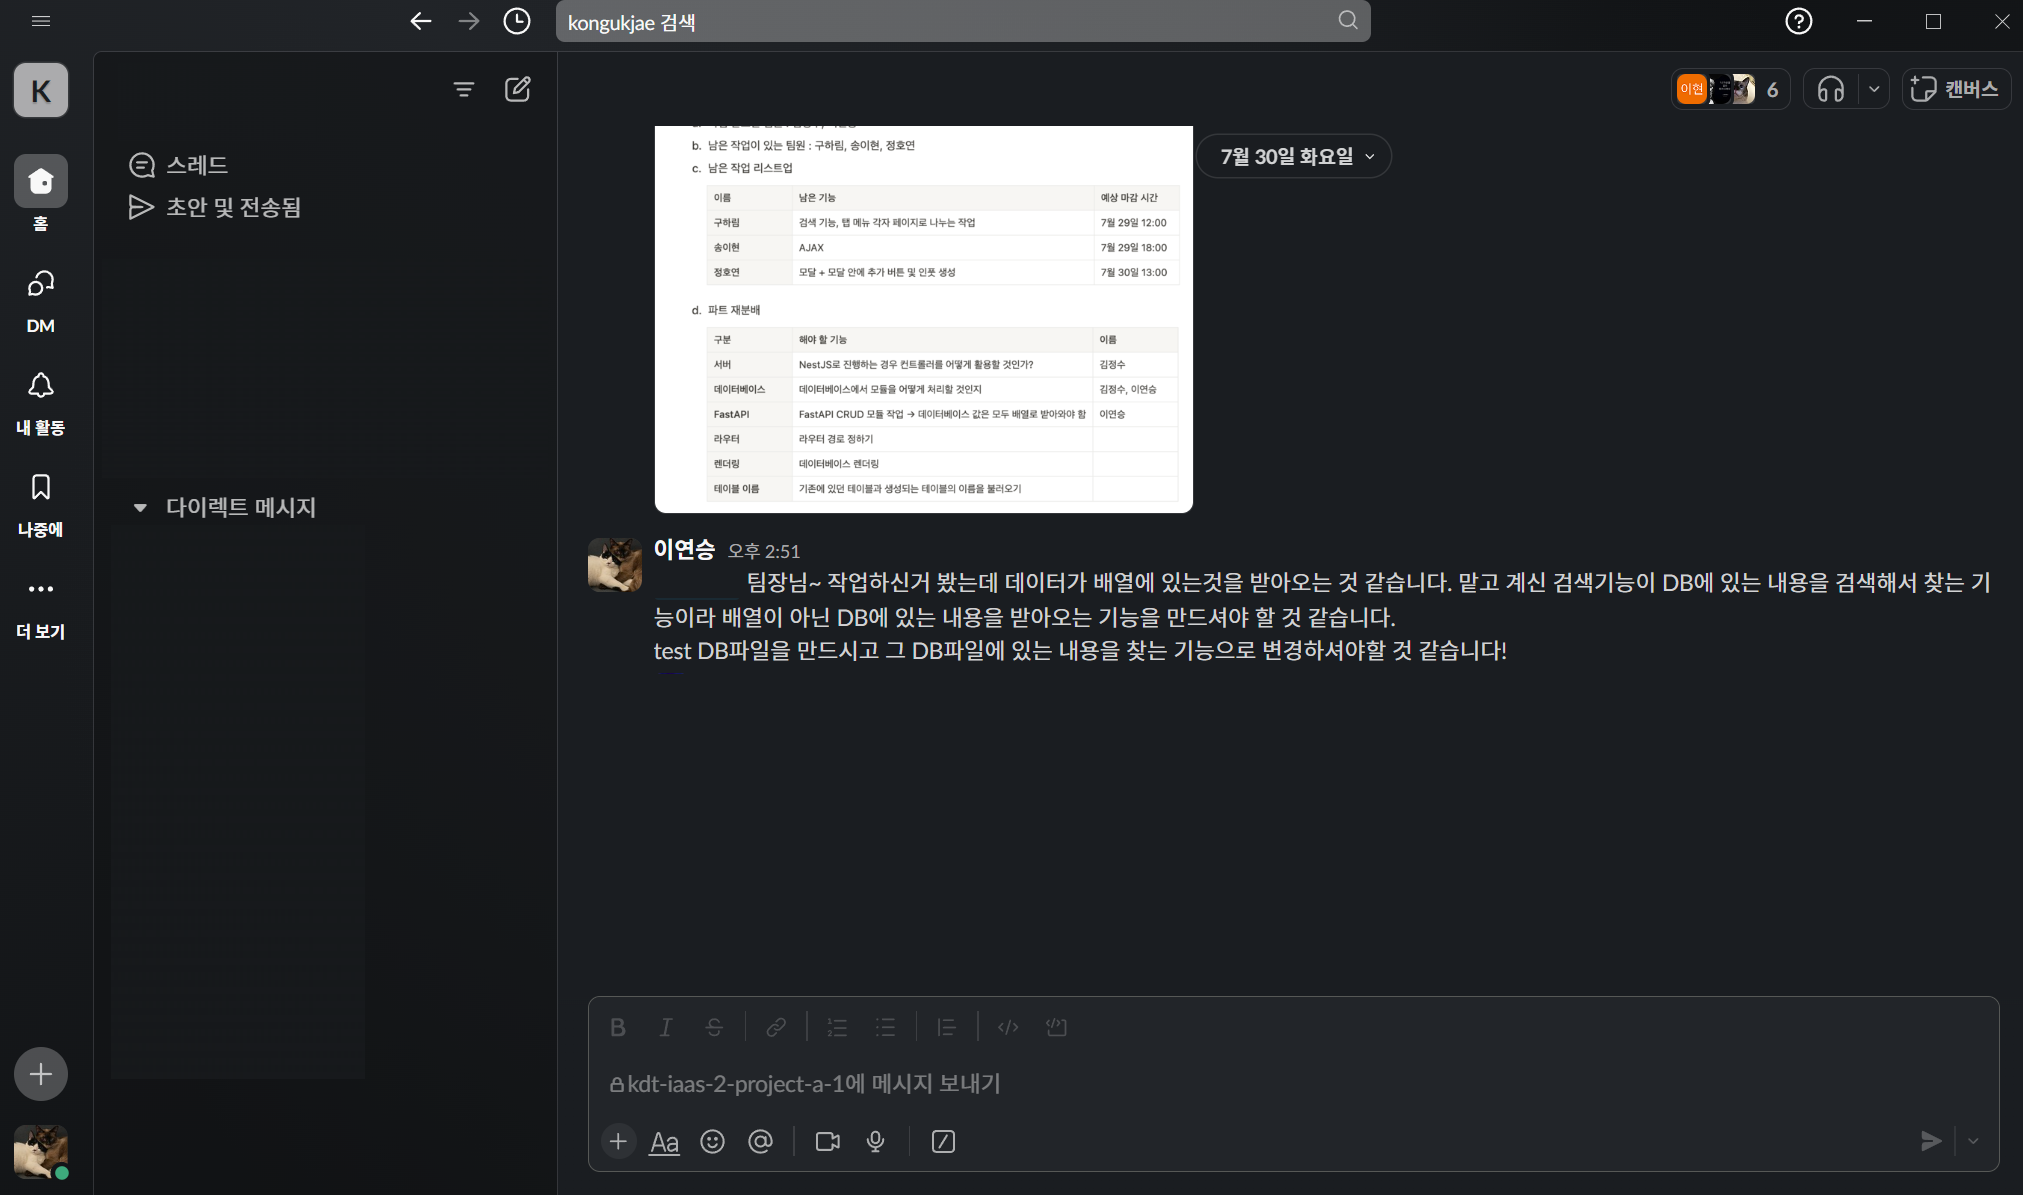 kongukjae 검색
K
홈
DM
내 활동
나중에
더 보기
스레드
초안 및 전송됨
다이렉트 메시지
이현
6
캔버스
7월 30일 화요일
b. 남은 작업이 있는 팀원 : 구하림, 송이현, 정호연
c. 남은 작업 리스트업
이름 남은 기능 예상 마감 시간
구하림 검색 기능, 탭 메뉴 각자 페이지로 나누는 작업 7월 29일 12:00
송이현 AJAX 7월 29일 18:00
정호연 모달 + 모달 안에 추가 버튼 및 인풋 생성 7월 30일 13:00
d. 파트 재분배
구분 해야 할 기능 이름
서버 NestJS로 진행하는 경우 컨트롤러를 어떻게 활용할 것인가? 김정수
데이터베이스 데이터베이스에서 모듈을 어떻게 처리할 것인지 김정수, 이연승
FastAPI FastAPI CRUD 모듈 작업 → 데이터베이스 값은 모두 배열로 받아와야 함 이연승
라우터 라우터 경로 정하기
렌더링 데이터베이스 렌더링
테이블 이름 기존에 있던 테이블과 생성되는 테이블의 이름을 불러오기
이연승 오후 2:51
팀장님~ 작업하신거 봤는데 데이터가 배열에 있는것을 받아오는 것 같습니다. 맡고 계신 검색기능이 DB에 있는 내용을 검색해서 찾는 기
능이라 배열이 아닌 DB에 있는 내용을 받아오는 기능을 만드셔야 할 것 같습니다.
test DB파일을 만드시고 그 DB파일에 있는 내용을 찾는 기능으로 변경하셔야할 것 같습니다!
kdt-iaas-2-project-a-1에 메시지 보내기
Aa